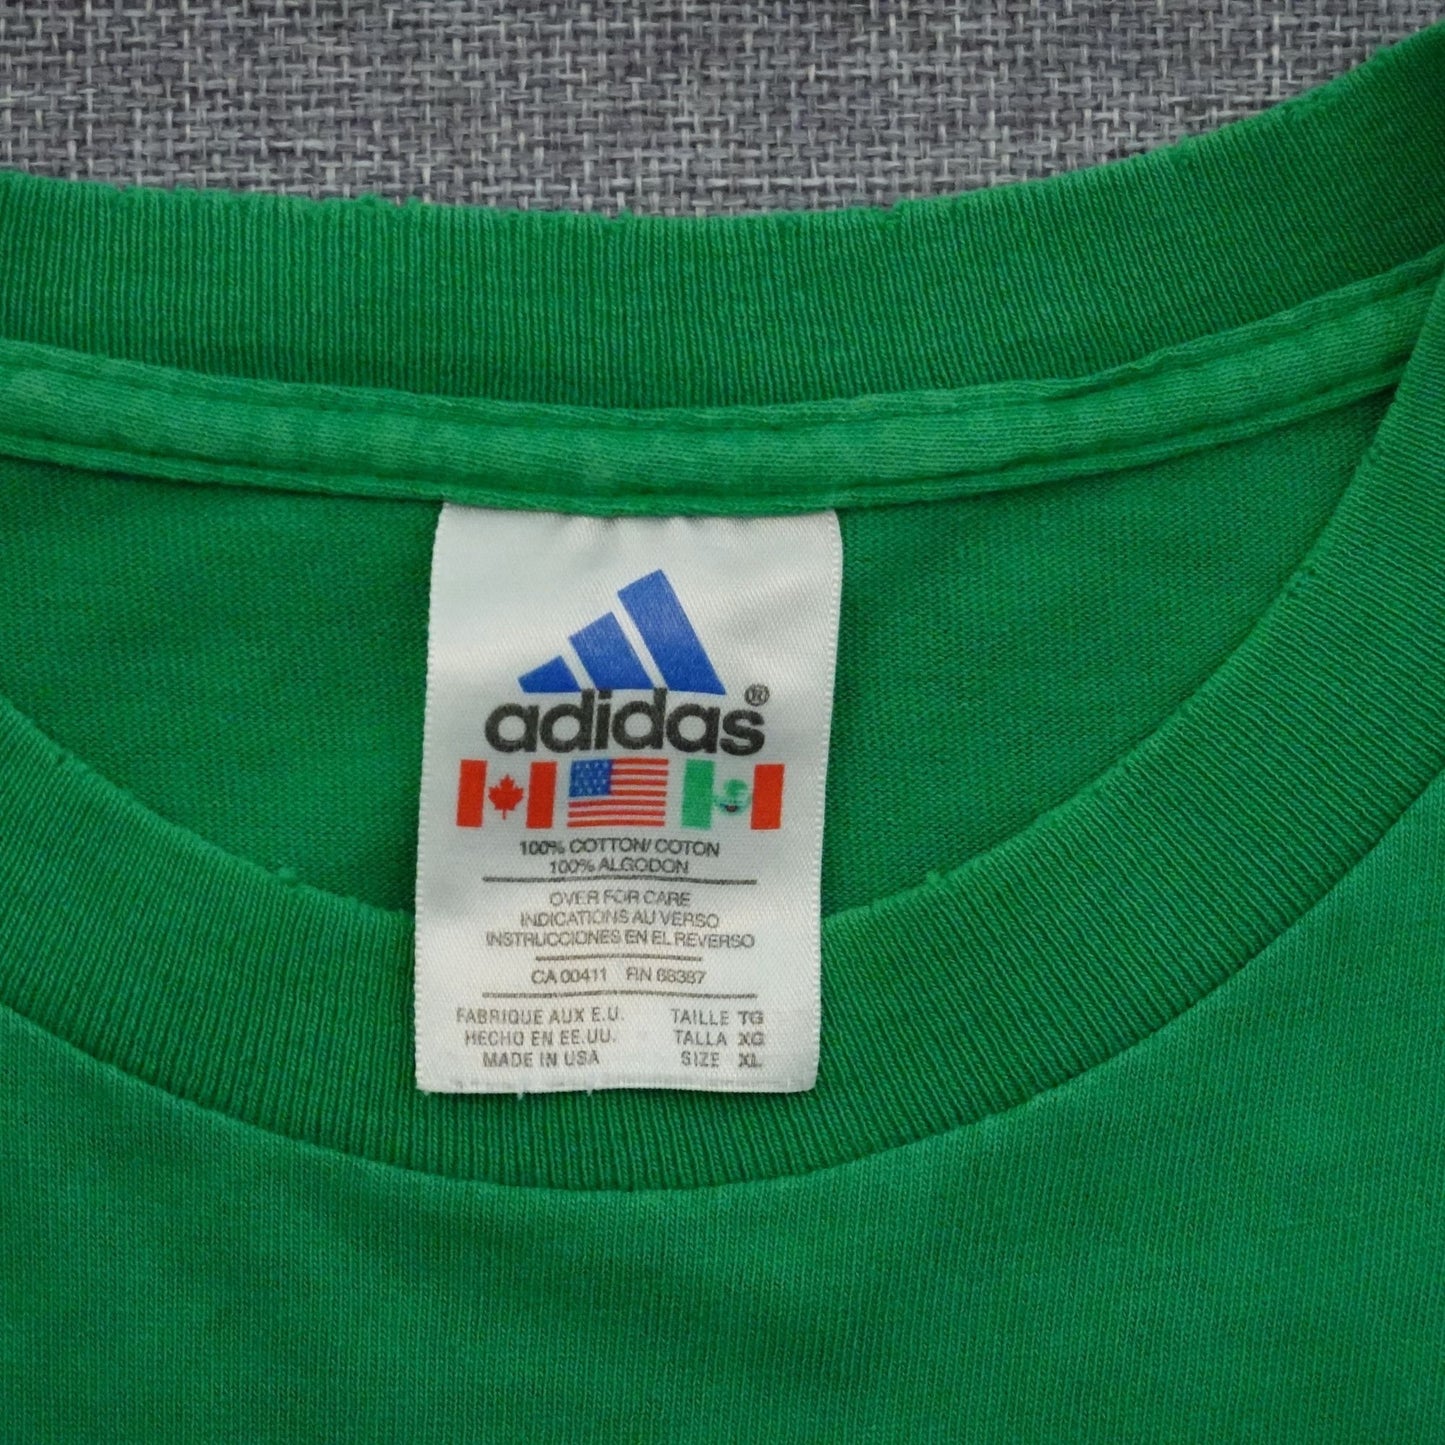 adidas®
100% COTTON/ COTON
100% ALGODON
OVER FOR CARE
INDICATIONS AU VERSO
INSTRUCCIONES EN EL REVERSO
CA 00411 RN 68387
FABRIQUE AUX E.U. TAILLE TG
HECHO EN EE.UU. TALLA XG
MADE IN USA SIZE XL